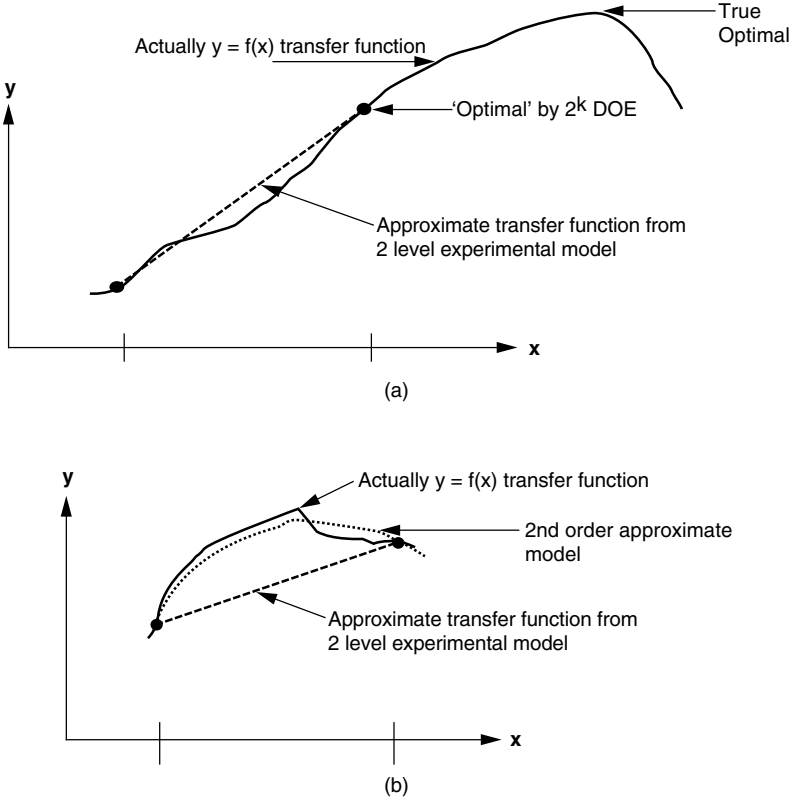 True
Optimal
Actually y = f(x) transfer function
y
'Optimal' by 2k DOE
Approximate transfer function from
2 level experimental model
x
(a)
y
Actually y = f(x) transfer function
2nd order approximate
model
Approximate transfer function from
2 level experimental model
x
(b)